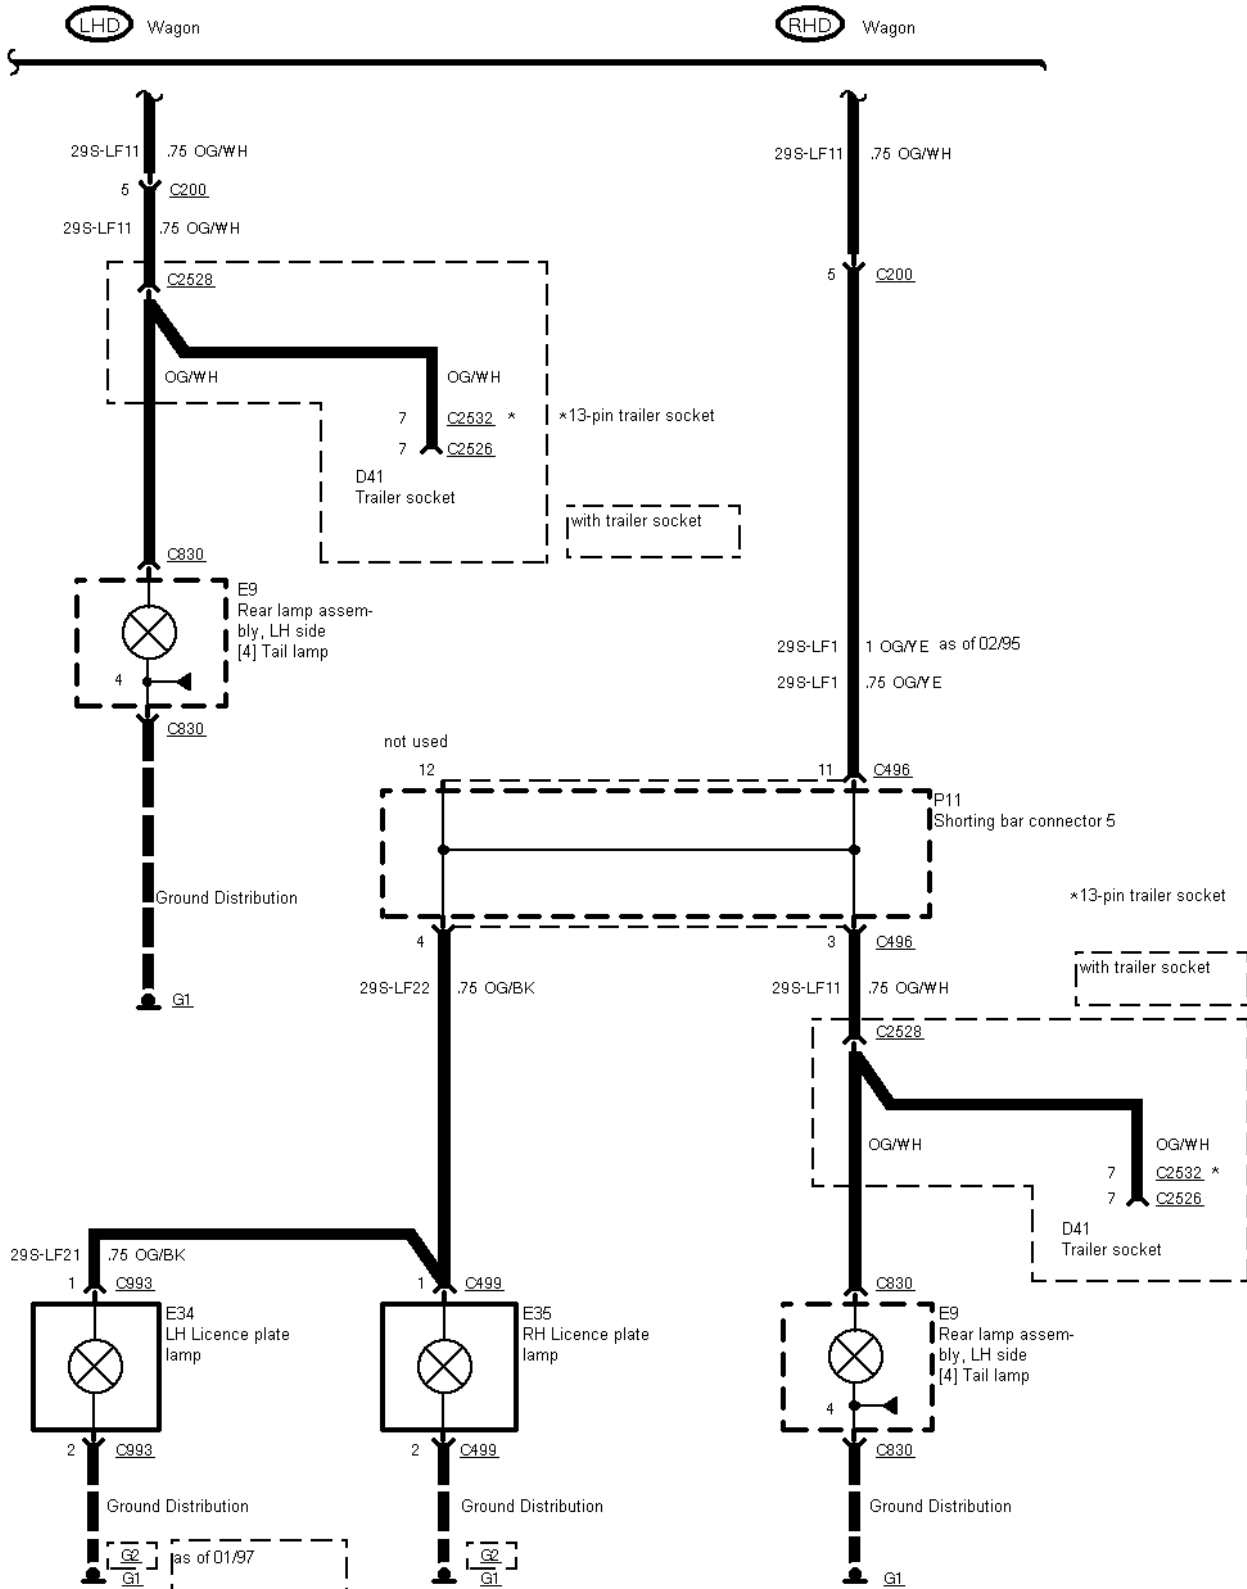 LHD Wagon
RHD Wagon
29S-LF11 .75 OG/WH
29S-LF11 .75 OG/WH
5 C200
29S-LF11 .75 OG/WH
C2528
5 C200
OG/WH
OG/WH
7 C2532 *
*13-pin trailer socket
7 C2526
D41
Trailer socket
with trailer socket
C830
E9
Rear lamp assem-
bly, LH side
[4] Tail lamp
4
C830
29S-LF1 1 OG/YE as of 02/95
29S-LF1 .75 OG/YE
not used
12
11 C496
P11
Shorting bar connector 5
Ground Distribution
*13-pin trailer socket
4
3 C496
with trailer socket
G1
29S-LF22 .75 OG/BK
29S-LF11 .75 OG/WH
C2528
OG/WH
OG/WH
7 C2532 *
7 C2526
D41
Trailer socket
29S-LF21 .75 OG/BK
1 C993
1 C499
C830
E34
LH Licence plate
lamp
E35
RH Licence plate
lamp
E9
Rear lamp assem-
bly, LH side
[4] Tail lamp
4
2 C993
2 C499
C830
Ground Distribution
Ground Distribution
Ground Distribution
G2
as of 01/97
G2
G1
G1
G1